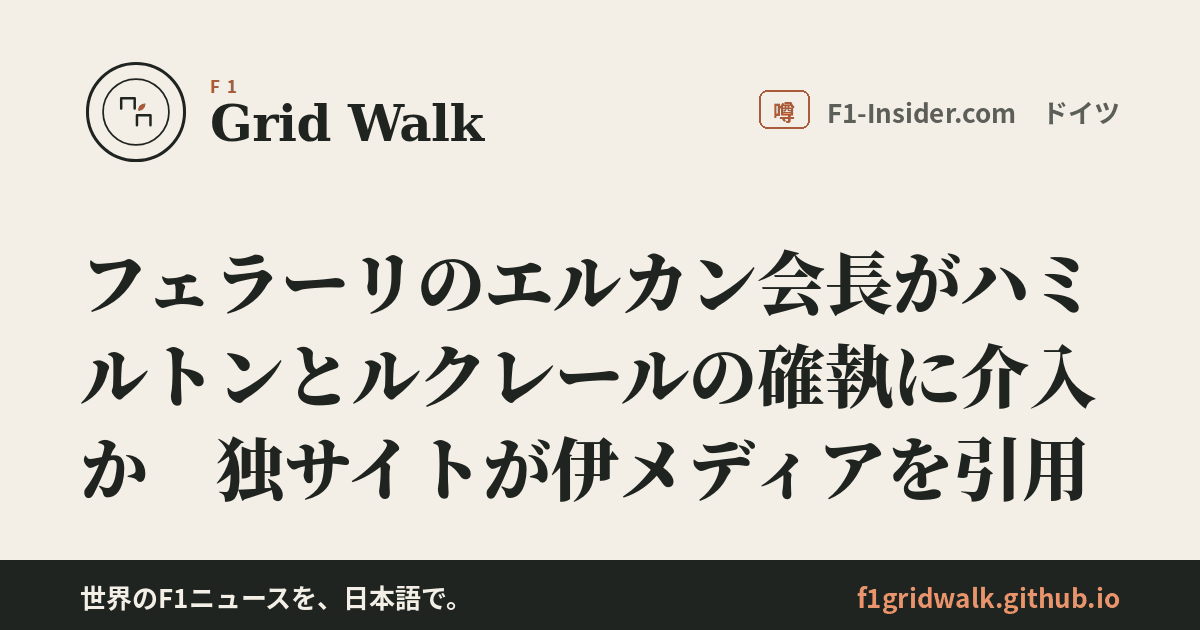 F1
Grid Walk
噂 F1-Insider.com ドイツ
フェラーリのエルカン会長がハミ
ルトンとルクレールの確執に介入
か　独サイトが伊メディアを引用
世界のF1ニュースを、日本語で。
f1gridwalk.github.io